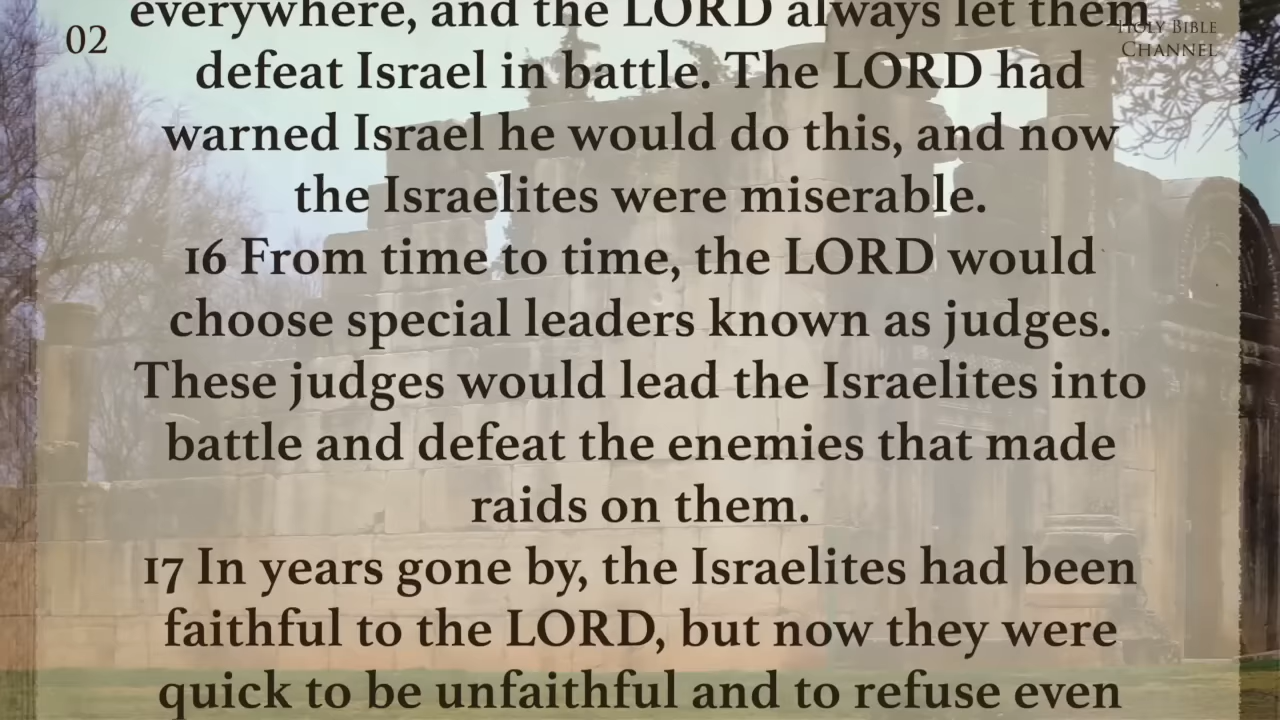 everywhere, and the LORD always let them
02
HOLY BIBLE
CHANNEL
defeat Israel in battle. The LORD had
warned Israel he would do this, and now
the Israelites were miserable.
16 From time to time, the LORD would
choose special leaders known as judges.
These judges would lead the Israelites into
battle and defeat the enemies that made
raids on them.
17 In years gone by, the Israelites had been
faithful to the LORD, but now they were
quick to be unfaithful and to refuse even